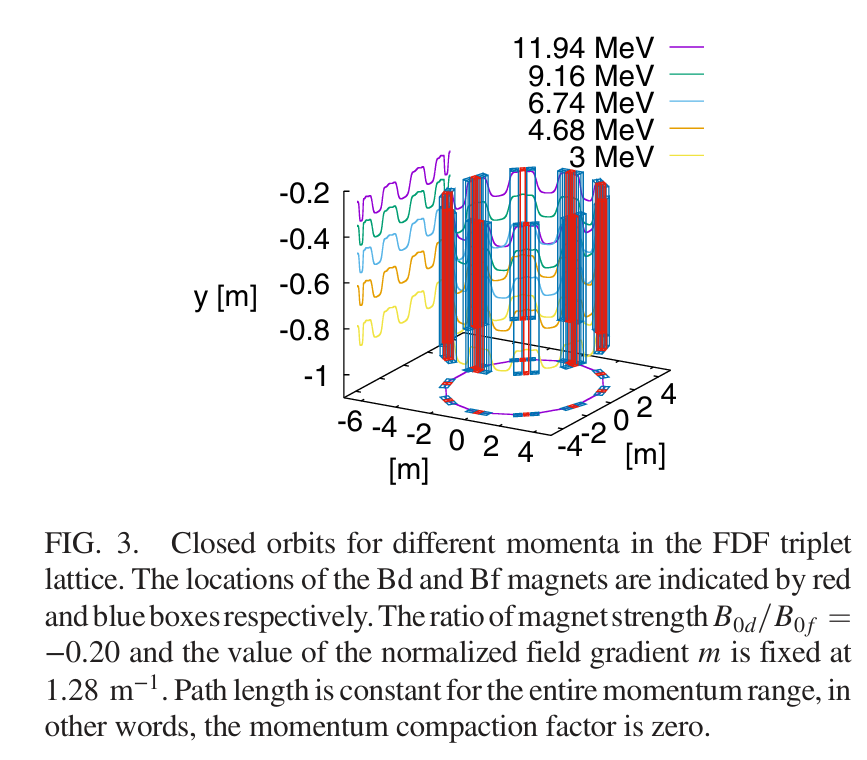 11.94 MeV
9.16 MeV
6.74 MeV
4.68 MeV
3 MeV
-0.2
-0.4
-0.6
-0.8
-1
y [m]
-6 -4 -2 0 2 4
[m]
-4 -2 0 2 4
[m]
FIG. 3. Closed orbits for different momenta in the FDF triplet
lattice. The locations of the Bd and Bf magnets are indicated by red
and blue boxes respectively. The ratio of magnet strength B₀d/B₀f =
−0.20 and the value of the normalized field gradient m is fixed at
1.28 m⁻¹. Path length is constant for the entire momentum range, in
other words, the momentum compaction factor is zero.